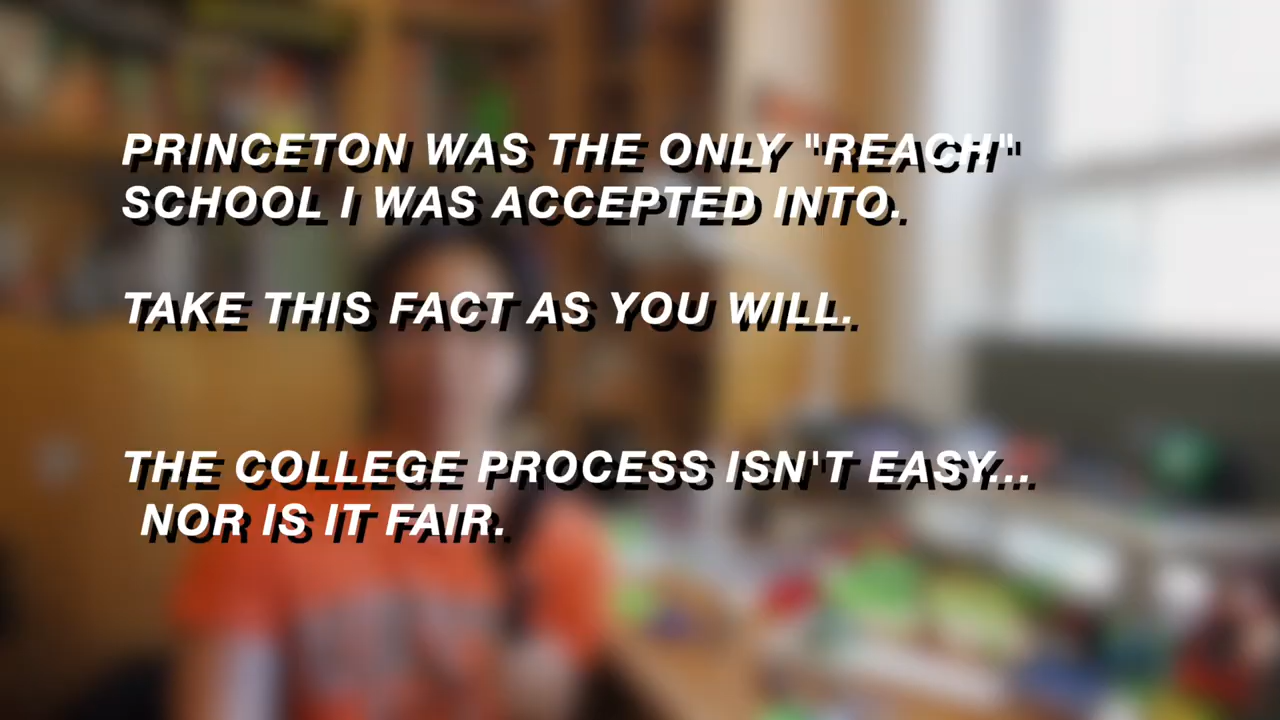 PRINCETON WAS THE ONLY "REACH"
SCHOOL I WAS ACCEPTED INTO.
TAKE THIS FACT AS YOU WILL.
THE COLLEGE PROCESS ISN'T EASY...
NOR IS IT FAIR.